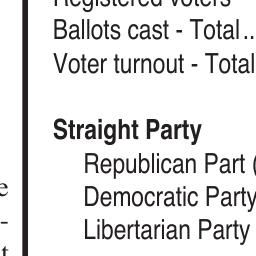 Registered Voters
Ballots cast - Total..
Voter turnout - Total
Straight Party
Republican Part (
Democratic Party
Libertarian Party